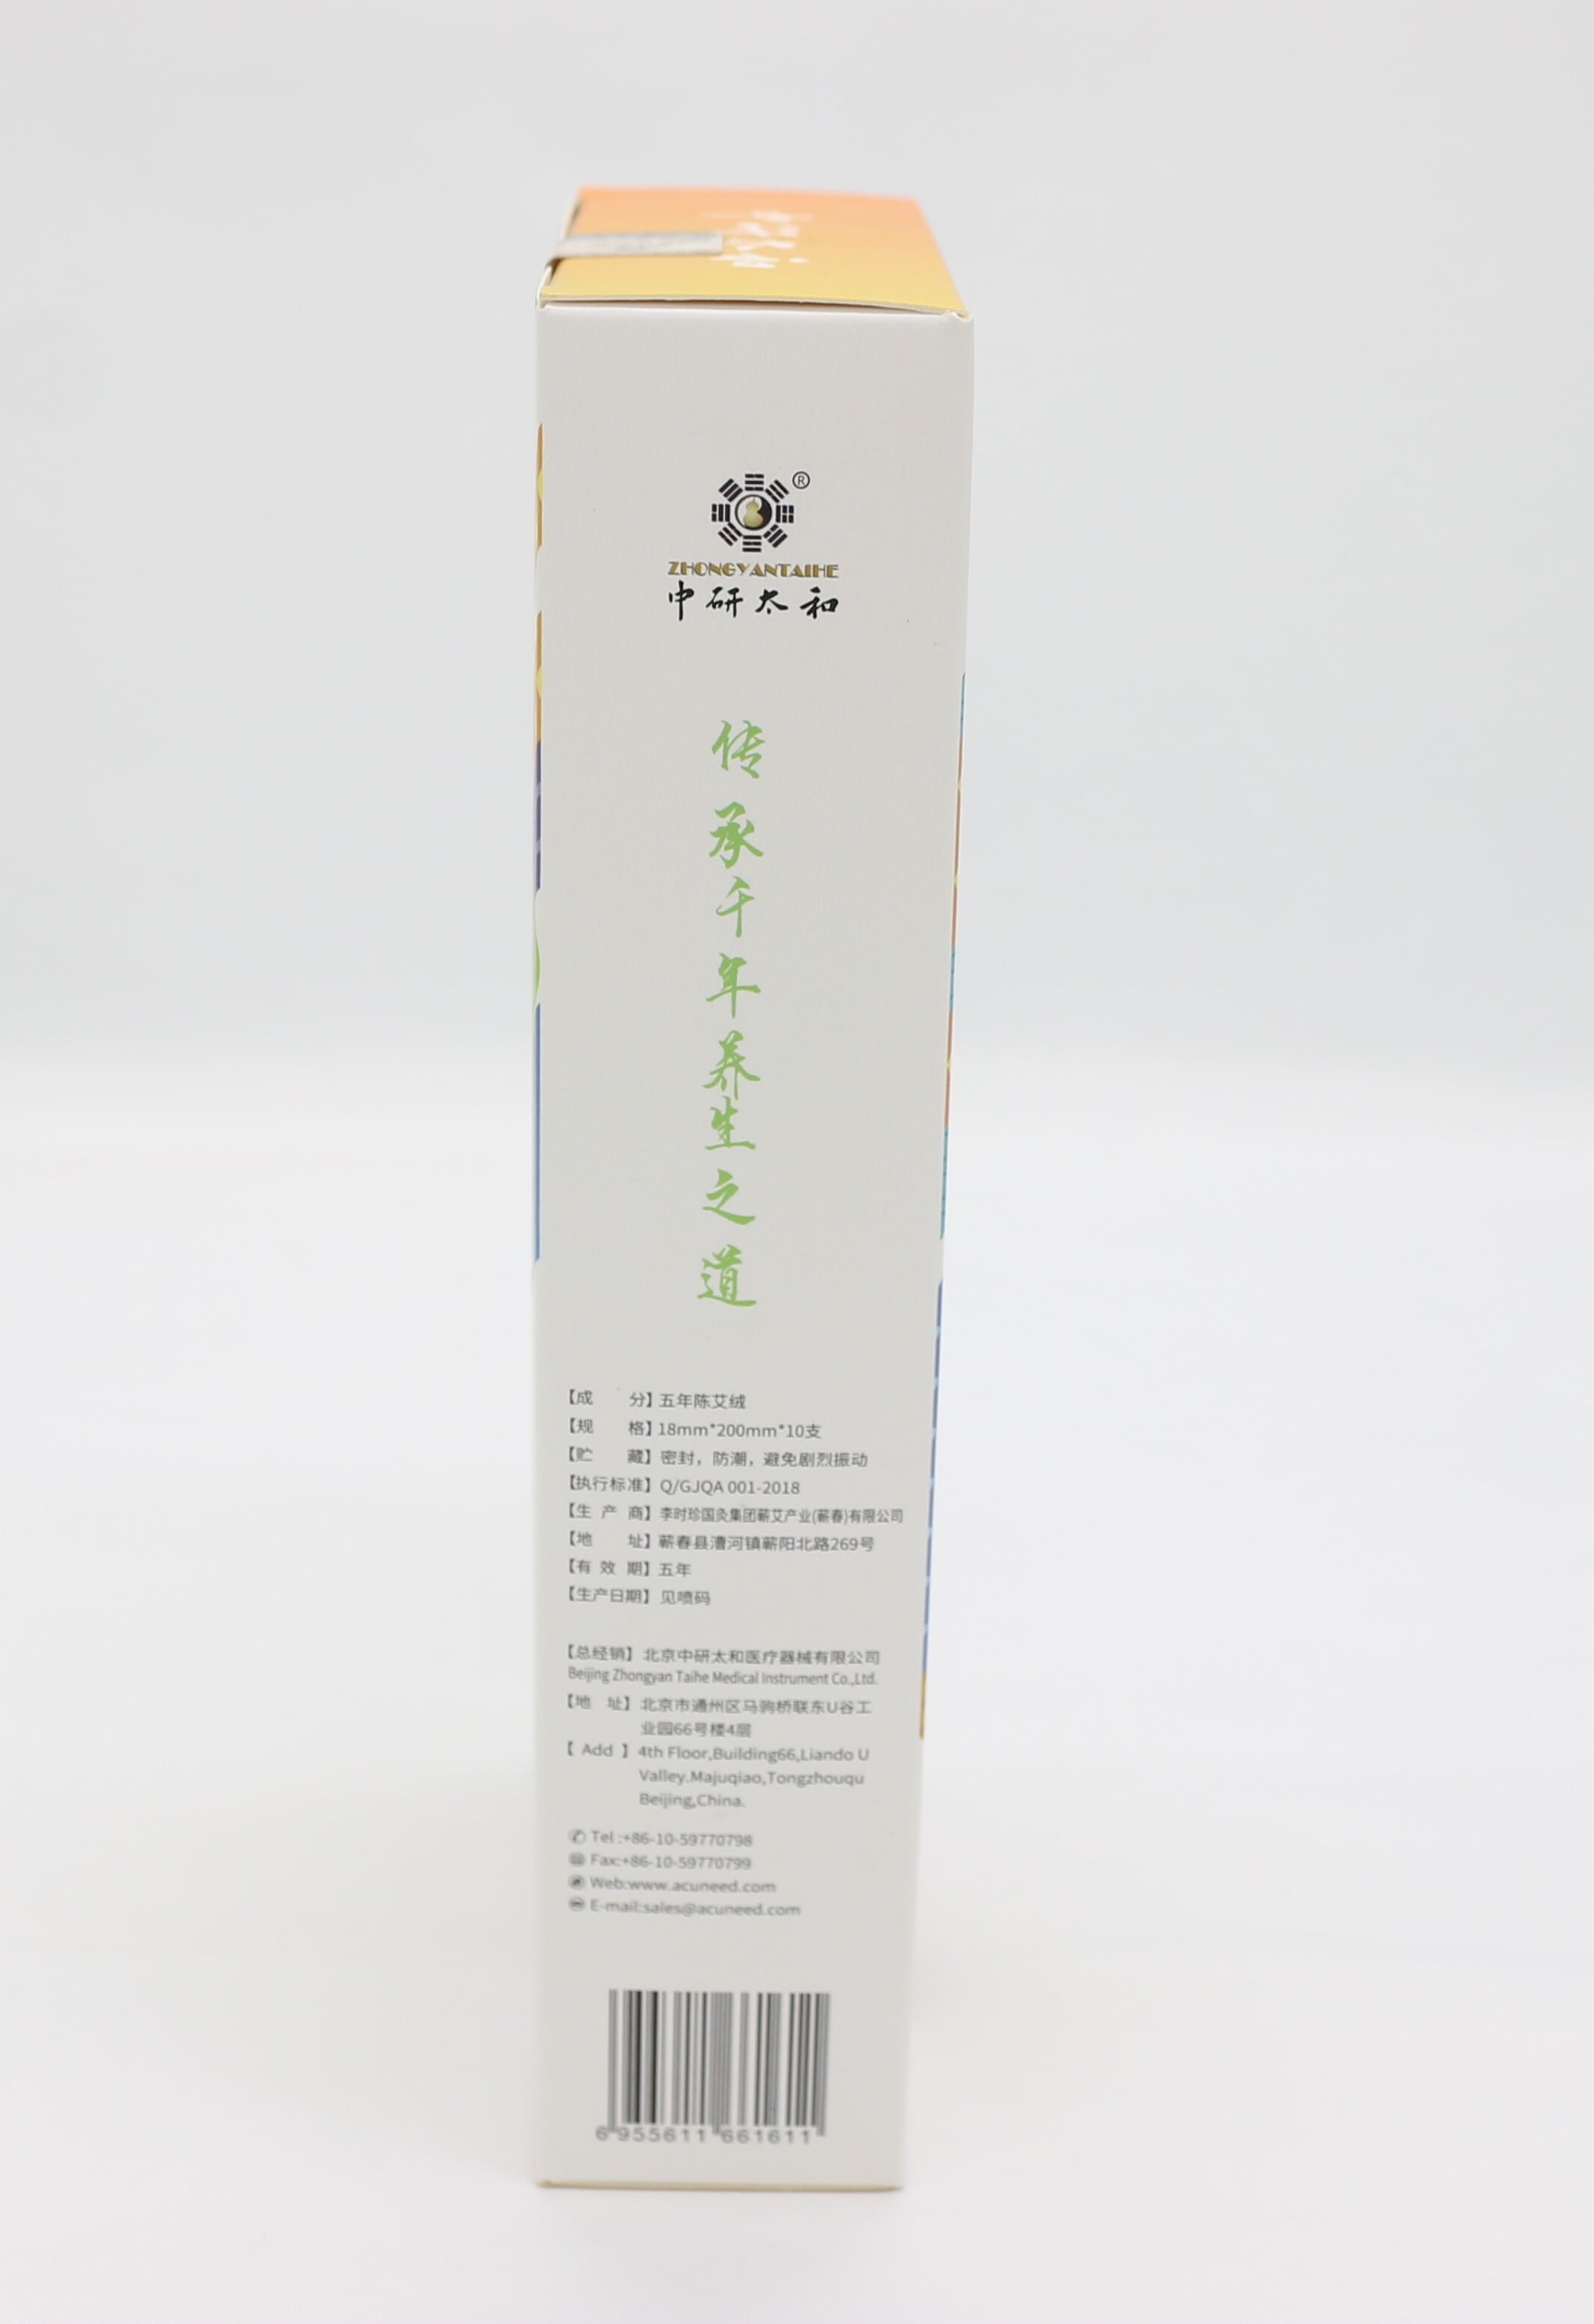 ®
ZHONGYANTAIHE
中研太和
传承千年养生之道
【成 分】五年陈艾绒
【规 格】18mm*200mm*10支
【贮 藏】密封，防潮，避免剧烈振动
【执行标准】Q/GJQA 001-2018
【生 产 商】李时珍国灸集团蕲艾产业(蕲春)有限公司
【地 址】蕲春县漕河镇蕲阳北路269号
【有 效 期】五年
【生产日期】见喷码
【总经销】北京中研太和医疗器械有限公司
Beijing Zhongyan Taihe Medical Instrument Co.,Ltd.
【地 址】北京市通州区马驹桥联东U谷工
业园66号楼4层
【 Add 】4th Floor,Building66,Liando U
Valley.Majuqiao,Tongzhouqu
Beijing,China.
Tel :+86-10-59770798
Fax:+86-10-59770799
Web:www.acuneed.com
E-mail:sales@acuneed.com
6 955611 661611